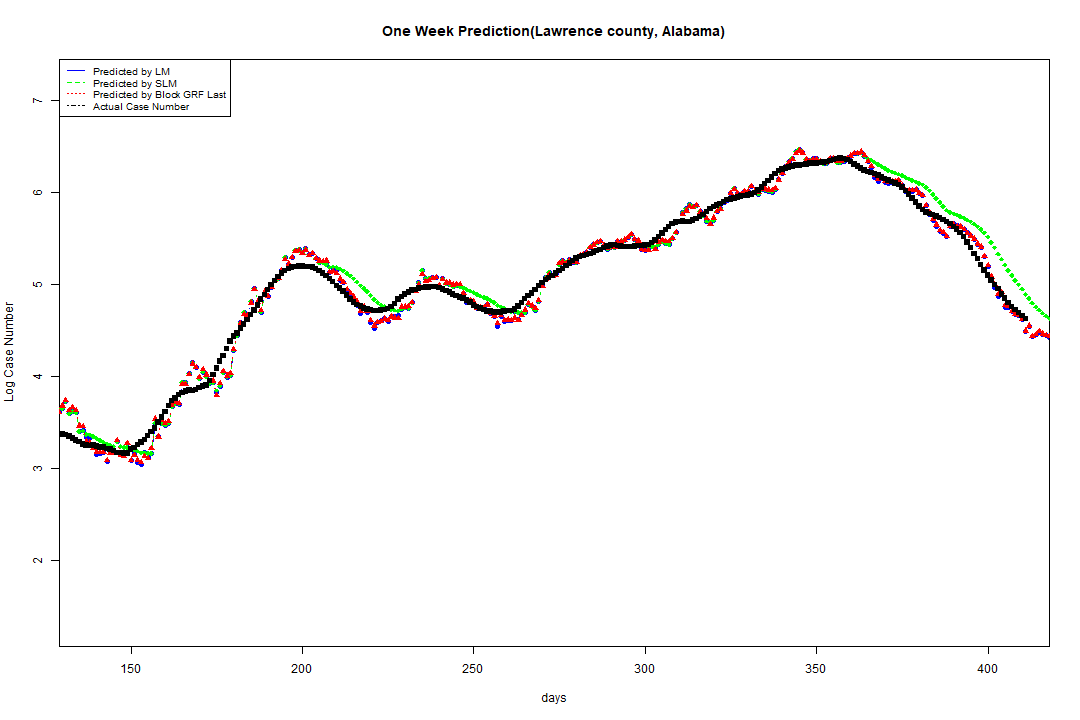 One Week Prediction(Lawrence county, Alabama)
Predicted by LM
Predicted by SLM
Predicted by Block GRF Last
Actual Case Number
7
6
5
4
3
2
Log Case Number
150 200 250 300 350 400
days